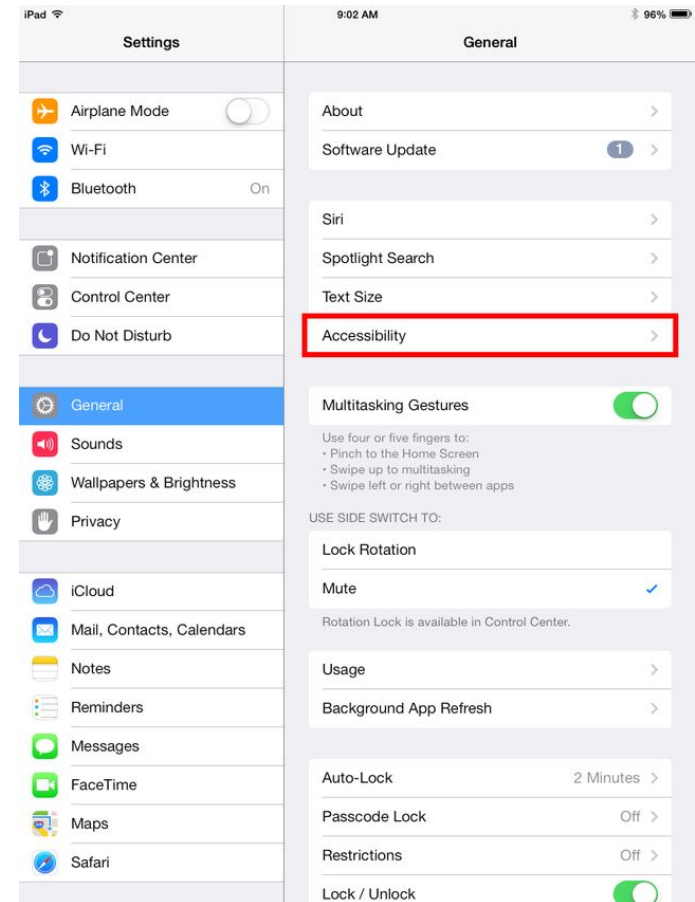 iPad 9:02 AM 96%
Settings
Airplane Mode
Wi-Fi
Bluetooth On
Notification Center
Control Center
Do Not Disturb
General
Sounds
Wallpapers & Brightness
Privacy
iCloud
Mail, Contacts, Calendars
Notes
Reminders
Messages
FaceTime
Maps
Safari
General
About
Software Update 1
Siri
Spotlight Search
Text Size
Accessibility
Multitasking Gestures
Use four or five fingers to:
• Pinch to the Home Screen
• Swipe up to multitasking
• Swipe left or right between apps
USE SIDE SWITCH TO:
Lock Rotation
Mute
Rotation Lock is available in Control Center.
Usage
Background App Refresh
Auto-Lock 2 Minutes
Passcode Lock Off
Restrictions Off
Lock / Unlock